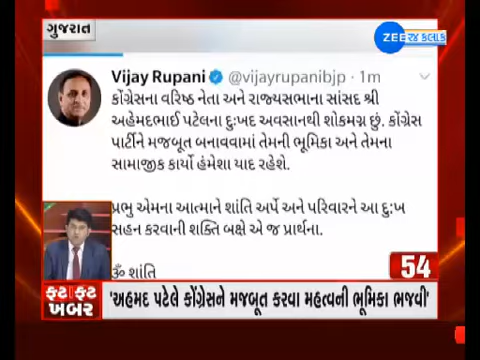 ગુજરાત
ZEE ૨૪ કલાક
Vijay Rupani @vijayrupanibjp · 1m
કોંગ્રેસના વરિષ્ઠ નેતા અને રાજ્યસભાના સાંસદ શ્રી
અહેમદભાઈ પટેલના દુઃખદ અવસાનથી શોકમગ્ન છું. કોંગ્રેસ
પાર્ટીને મજબૂત બનાવવામાં તેમની ભૂમિકા અને તેમના
સામાજીક કાર્યો હંમેશા યાદ રહેશે.
પ્રભુ એમના આત્માને શાંતિ અર્પે અને પરિવારને આ દુ:ખ
સહન કરવાની શક્તિ બક્ષે એ જ પ્રાર્થના.
ૐ શાંતિ
54
ફટાફટ
ખબર
'અહમદ પટેલે કોંગ્રેસને મજબૂત કરવા મહત્વની ભૂમિકા ભજવી'